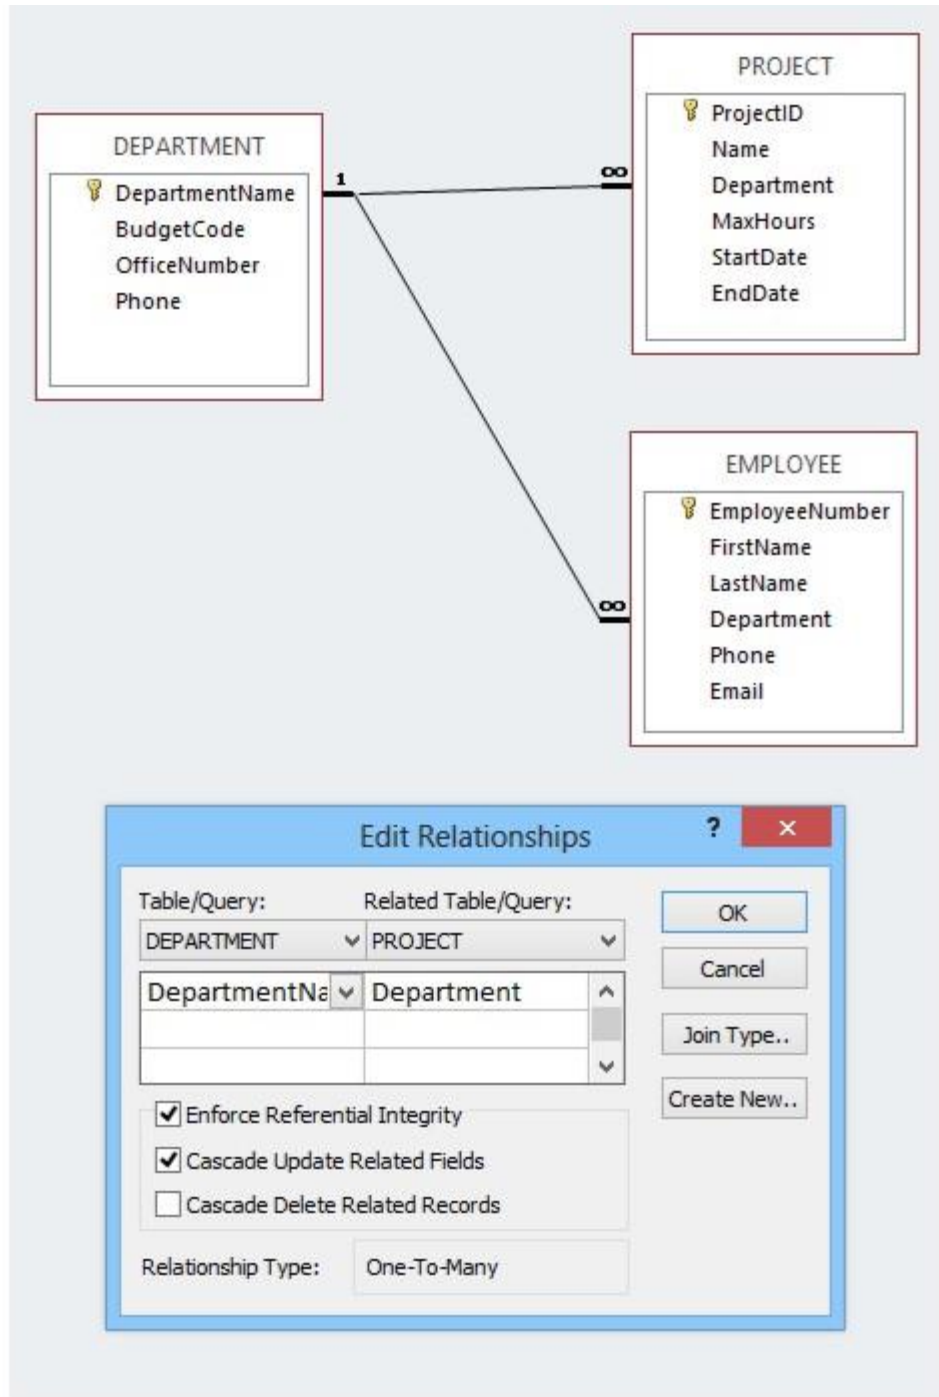 PROJECT
ProjectID
Name
Department
MaxHours
StartDate
EndDate
DEPARTMENT
DepartmentName
BudgetCode
OfficeNumber
Phone
1
∞
EMPLOYEE
EmployeeNumber
FirstName
LastName
Department
Phone
Email
∞
Edit Relationships ?
Table/Query: Related Table/Query:
DEPARTMENT PROJECT
DepartmentNa Department
OK
Cancel
Join Type..
Create New..
Enforce Referential Integrity
Cascade Update Related Fields
Cascade Delete Related Records
Relationship Type: One-To-Many